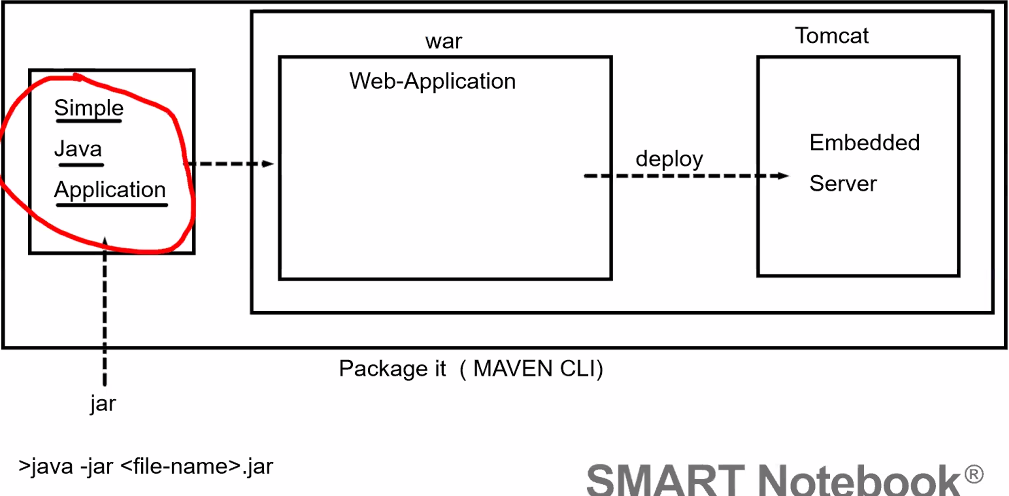 war
Tomcat
Web-Application
Simple
Java
Application
deploy
Embedded
Server
Package it ( MAVEN CLI)
jar
>java -jar <file-name>.jar
SMART Notebook®